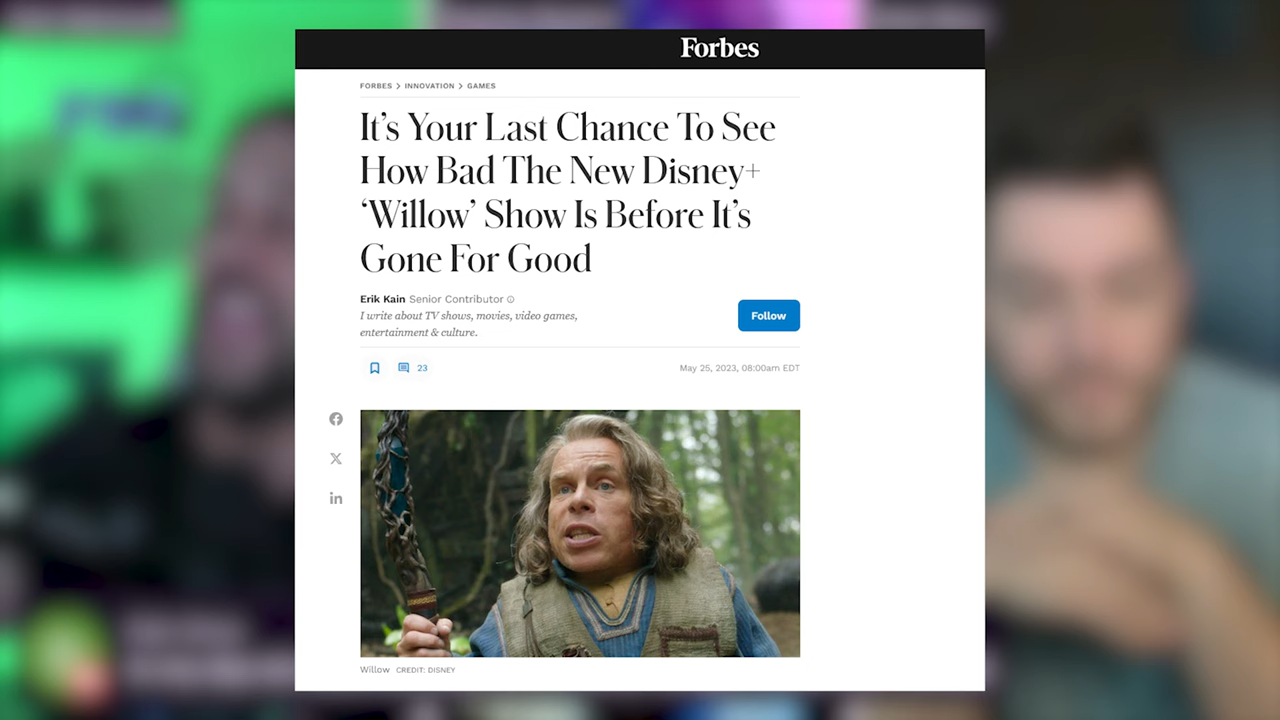 Forbes
FORBES > INNOVATION > GAMES
It’s Your Last Chance To See
How Bad The New Disney+
‘Willow’ Show Is Before It’s
Gone For Good
Erik Kain Senior Contributor
I write about TV shows, movies, video games,
entertainment & culture.
Follow
23
May 25, 2023, 08:00am EDT
Willow CREDIT: DISNEY